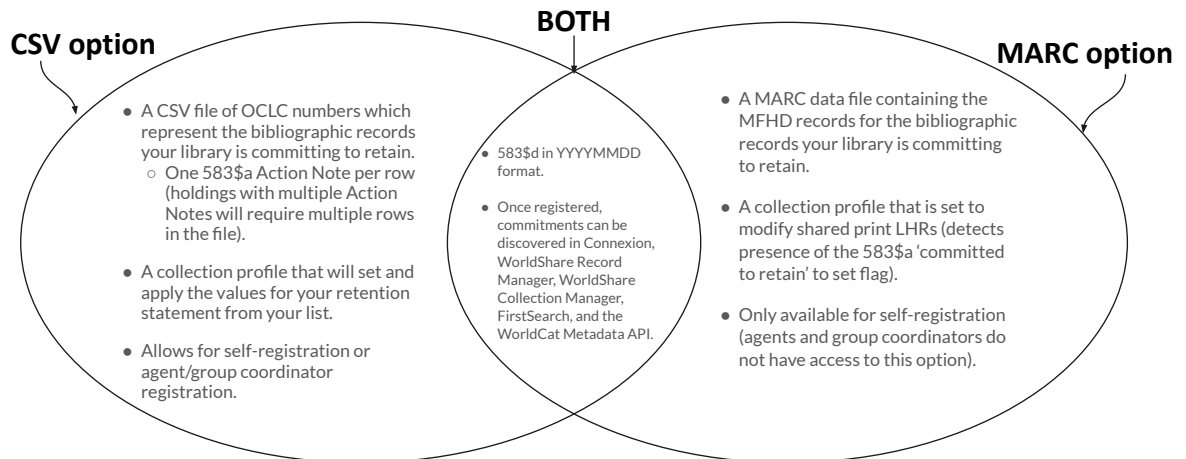 BOTH
CSV option
MARC option
● A CSV file of OCLC numbers which
represent the bibliographic records
your library is committing to retain.
○ One 583$a Action Note per row
(holdings with multiple Action
Notes will require multiple rows
in the file).
● A collection profile that will set and
apply the values for your retention
statement from your list.
● Allows for self-registration or
agent/group coordinator
registration.
● 583$d in YYYYMMDD
format.
● Once registered,
commitments can be
discovered in Connexion,
WorldShare Record
Manager, WorldShare
Collection Manager,
FirstSearch, and the
WorldCat Metadata API.
● A MARC data file containing the
MFHD records for the bibliographic
records your library is committing
to retain.
● A collection profile that is set to
modify shared print LHRs (detects
presence of the 583$a ‘committed
to retain’ to set flag).
● Only available for self-registration
(agents and group coordinators do
not have access to this option).